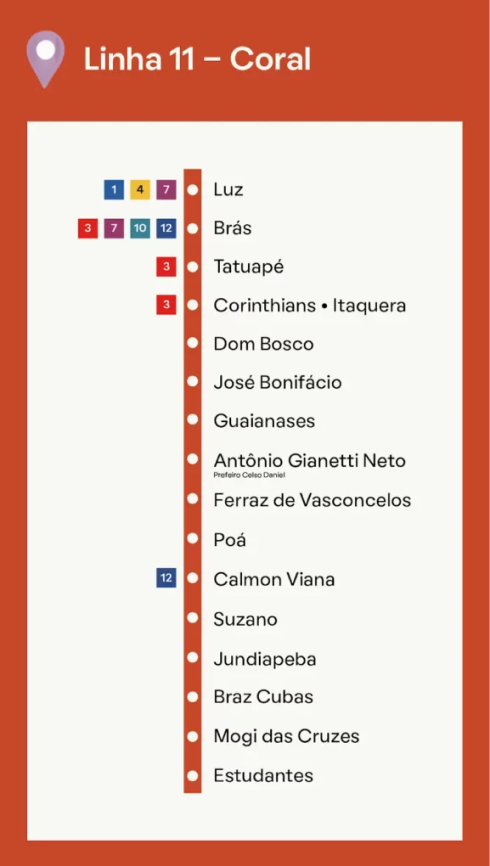 Linha 11 – Coral
1 4 7 Luz
3 7 10 12 Brás
3 Tatuapé
3 Corinthians • Itaquera
Dom Bosco
José Bonifácio
Guaianases
Antônio Gianetti Neto
Prefeiro Celso Daniel
Ferraz de Vasconcelos
Poá
12 Calmon Viana
Suzano
Jundiapeba
Braz Cubas
Mogi das Cruzes
Estudantes